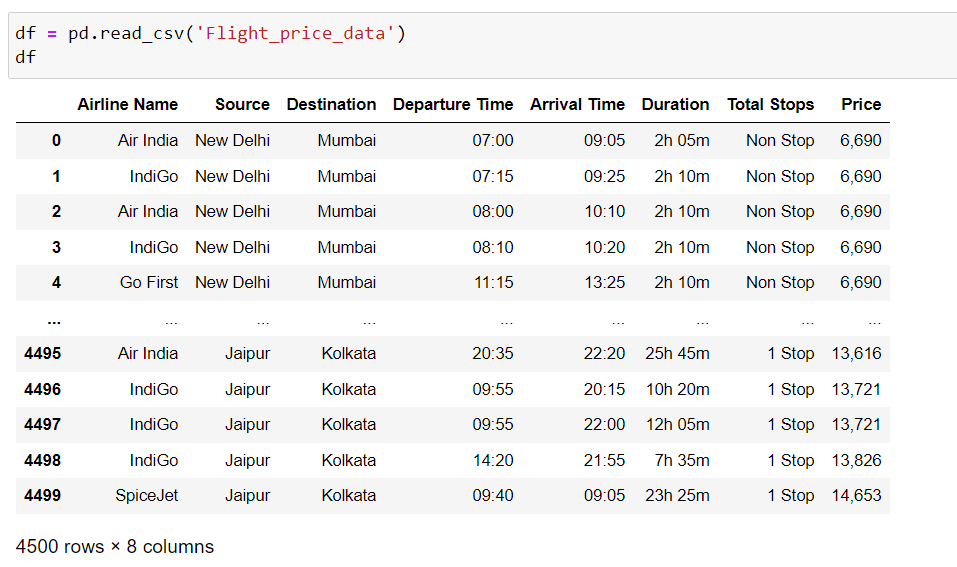 df = pd.read_csv('Flight_price_data')
df
Airline Name Source Destination Departure Time Arrival Time Duration Total Stops Price
0 Air India New Delhi Mumbai 07:00 09:05 2h 05m Non Stop 6,690
1 IndiGo New Delhi Mumbai 07:15 09:25 2h 10m Non Stop 6,690
2 Air India New Delhi Mumbai 08:00 10:10 2h 10m Non Stop 6,690
3 IndiGo New Delhi Mumbai 08:10 10:20 2h 10m Non Stop 6,690
4 Go First New Delhi Mumbai 11:15 13:25 2h 10m Non Stop 6,690
... ... ... ... ... ... ... ... ...
4495 Air India Jaipur Kolkata 20:35 22:20 25h 45m 1 Stop 13,616
4496 IndiGo Jaipur Kolkata 09:55 20:15 10h 20m 1 Stop 13,721
4497 IndiGo Jaipur Kolkata 09:55 22:00 12h 05m 1 Stop 13,721
4498 IndiGo Jaipur Kolkata 14:20 21:55 7h 35m 1 Stop 13,826
4499 SpiceJet Jaipur Kolkata 09:40 09:05 23h 25m 1 Stop 14,653
4500 rows × 8 columns